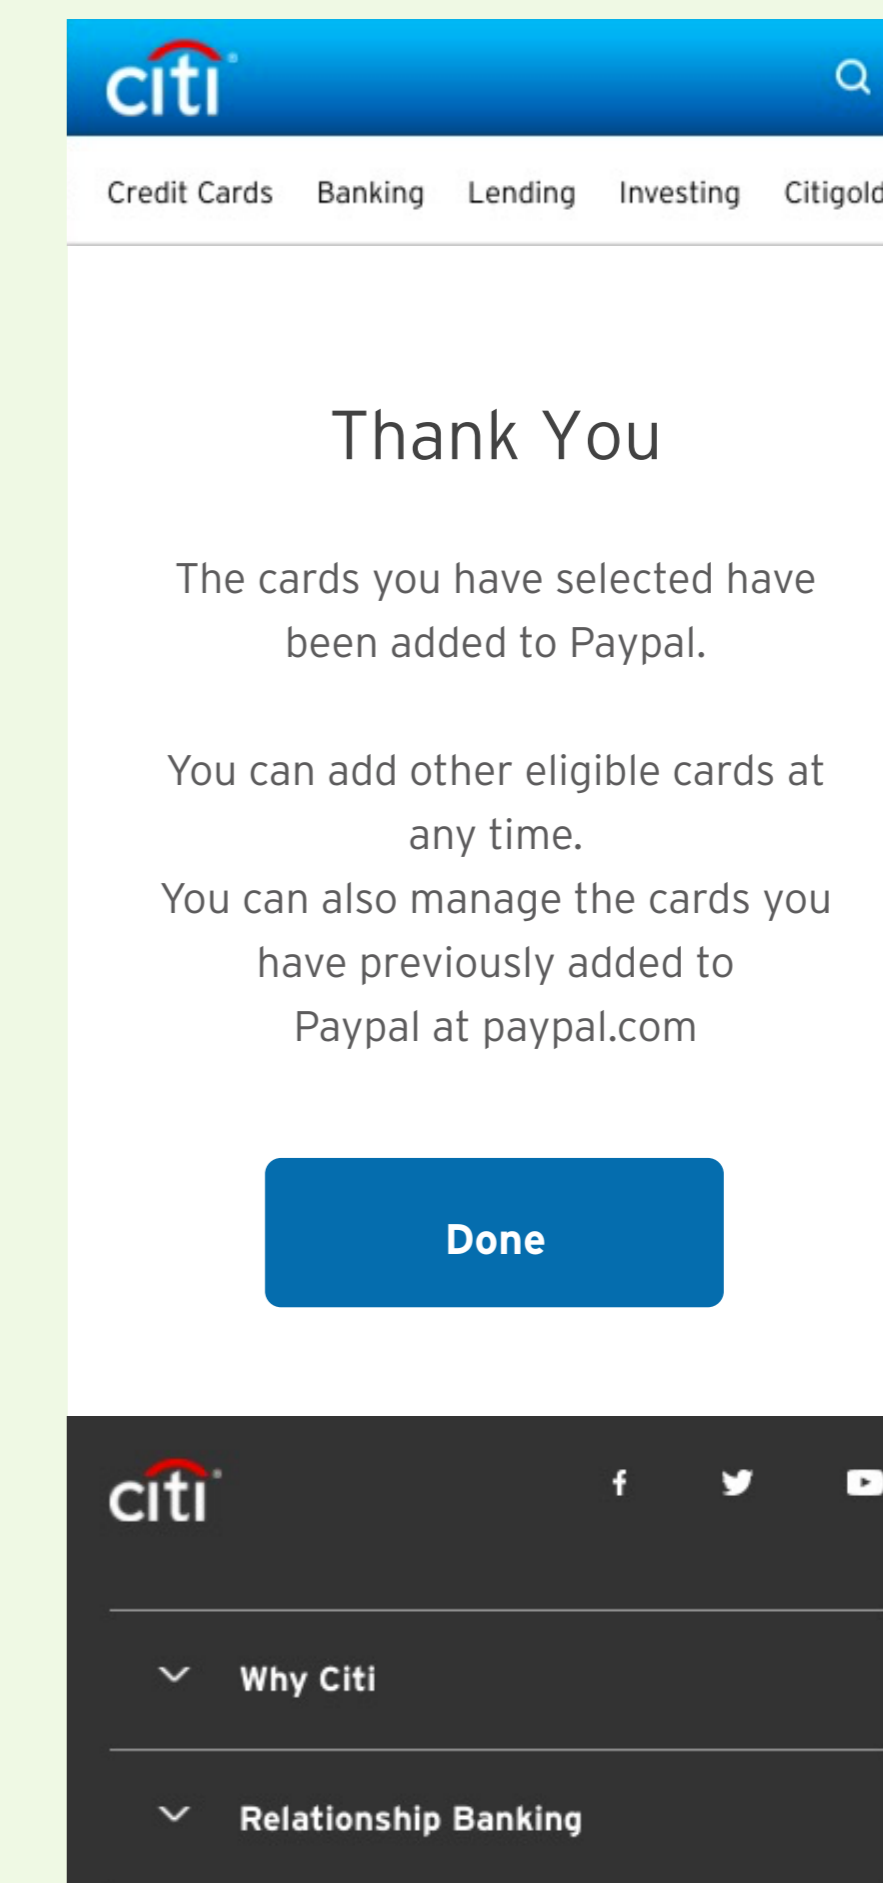 citi
Credit Cards Banking Lending Investing Citigold
Thank You
The cards you have selected have
been added to Paypal.
You can add other eligible cards at
any time.
You can also manage the cards you
have previously added to
Paypal at paypal.com
Done
citi
Why Citi
Relationship Banking